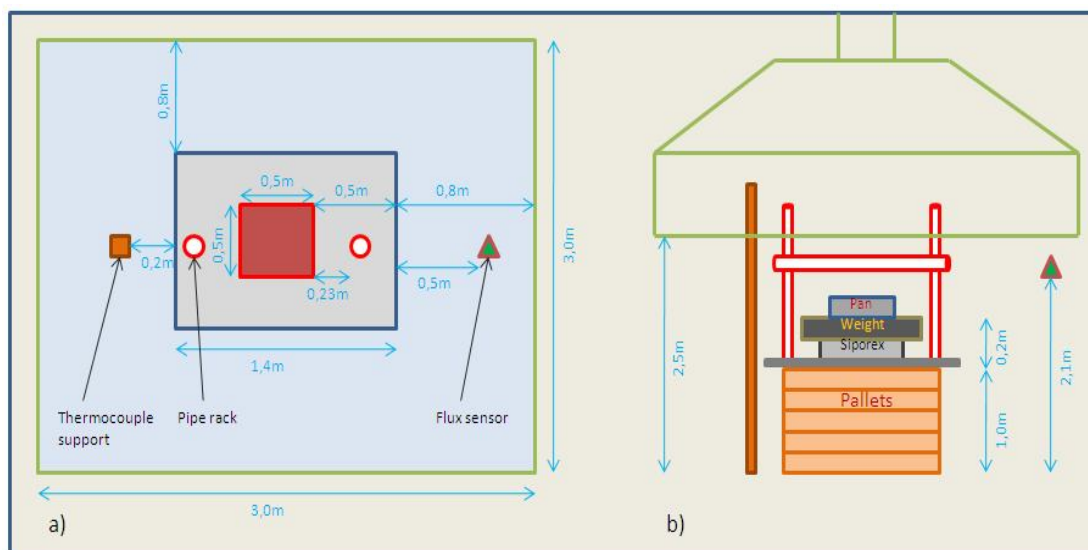 0,8m
0,5m
0,5m
0,8m
0,5m
0,2m
0,23m
0,5m
1,4m
3,0m
Thermocouple
support
Pipe rack
Flux sensor
3,0m
a)
Pan
Weight
Siporex
Pallets
2,5m
0,2m
1,0m
2,1m
b)